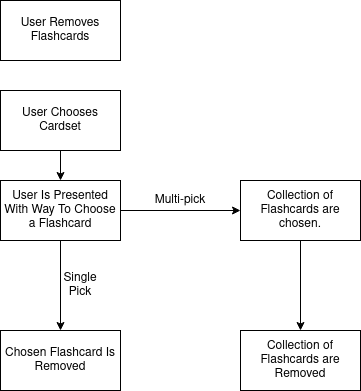 User Removes
Flashcards
User Chooses
Cardset
User Is Presented
With Way To Choose
a Flashcard
Multi-pick
Collection of
Flashcards are
chosen.
Single
Pick
Chosen Flashcard Is
Removed
Collection of
Flashcards are
Removed